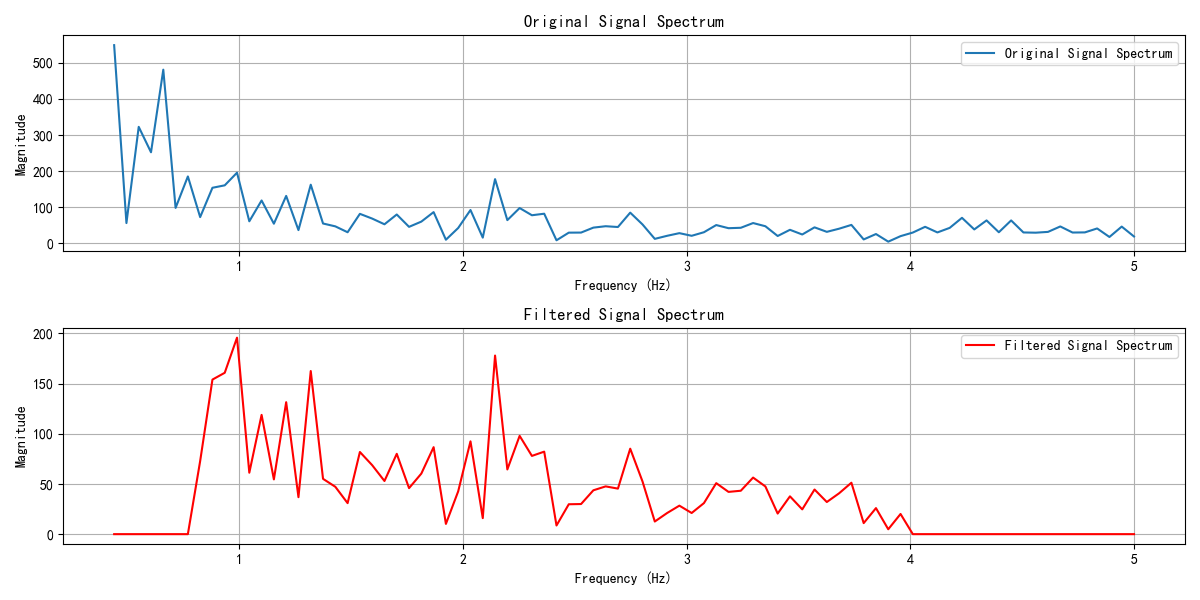 Original Signal Spectrum
Original Signal Spectrum
500
400
300
200
100
0
Magnitude
1 2 3 4 5
Frequency (Hz)
Filtered Signal Spectrum
Filtered Signal Spectrum
200
150
100
50
0
Magnitude
1 2 3 4 5
Frequency (Hz)